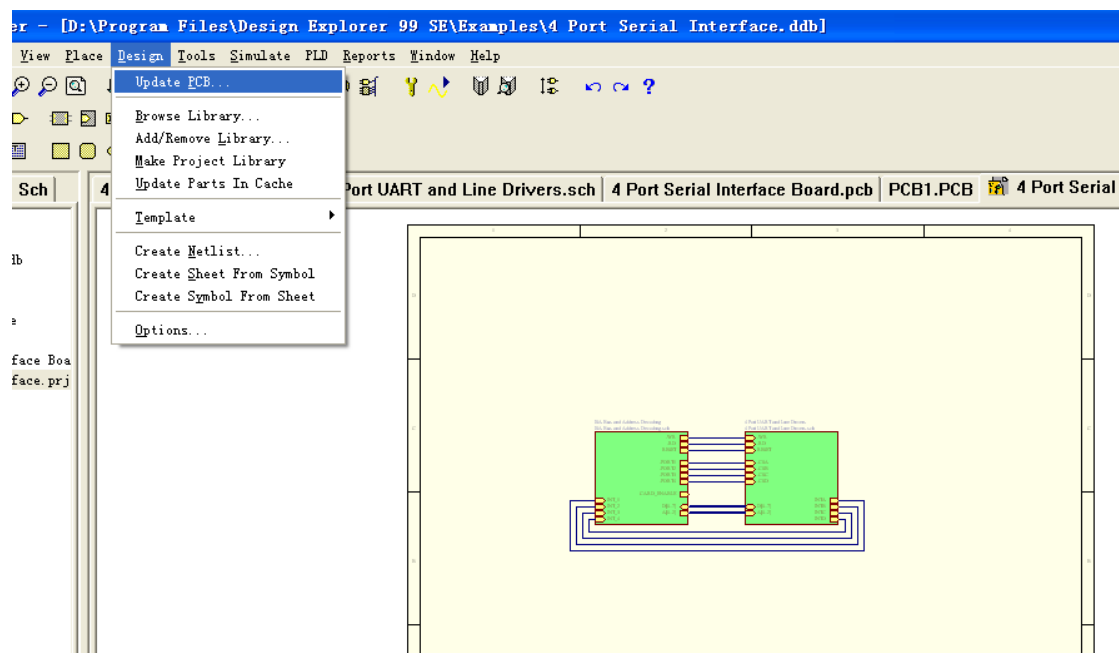 er - [D:\Program Files\Design Explorer 99 SE\Examples\4 Port Serial Interface.ddb]
View Place Design Tools Simulate PLD Reports Window Help
Update PCB...
Browse Library...
Add/Remove Library...
Make Project Library
Update Parts In Cache
Template
Create Netlist...
Create Sheet From Symbol
Create Symbol From Sheet
Options...
Sch
4
Port UART and Line Drivers.sch
4 Port Serial Interface Board.pcb
PCB1.PCB
4 Port Serial
db
face Boa
face.prj